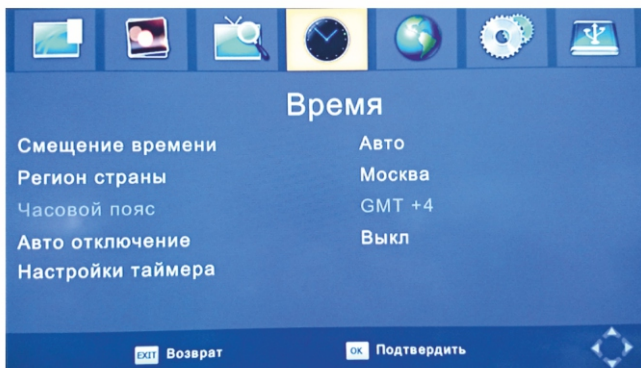 Время
Смещение времени Авто
Регион страны Москва
Часовой пояс GMT +4
Авто отключение Выкл
Настройки таймера
EXIT Возврат OK Подтвердить